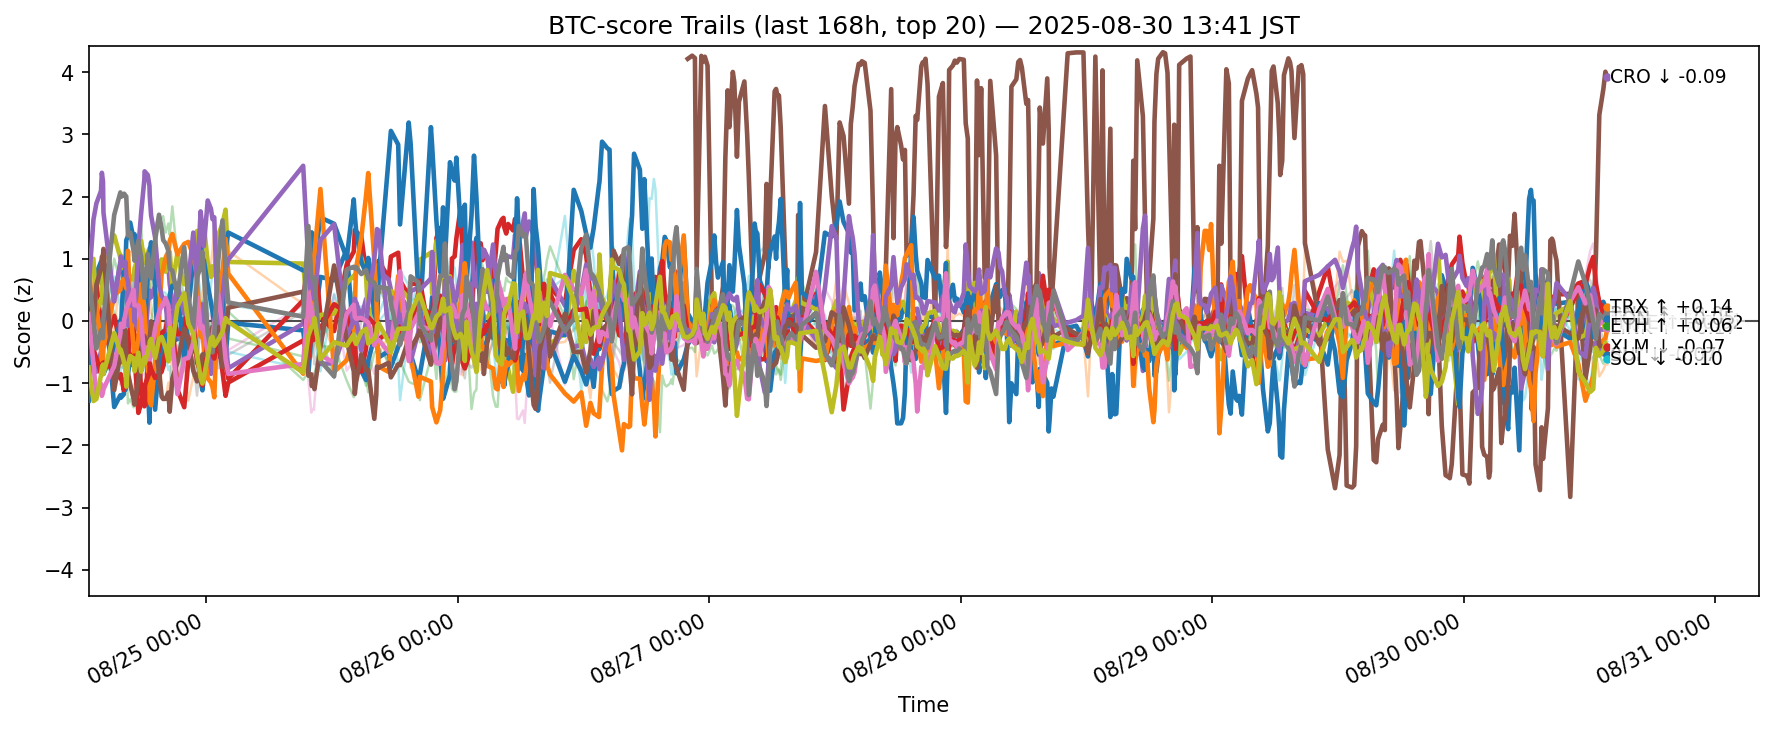 BTC-score Trails (last 168h, top 20) — 2025-08-30 13:41 JST
Score (z)
4
3
2
1
0
−1
−2
−3
−4
CRO ↓ -0.09
TRX ↑ +0.14
ETH ↑ +0.06
XLM ↓ -0.07
SOL ↓ -0.10
08/25 00:00
08/26 00:00
08/27 00:00
08/28 00:00
08/29 00:00
08/30 00:00
08/31 00:00
Time